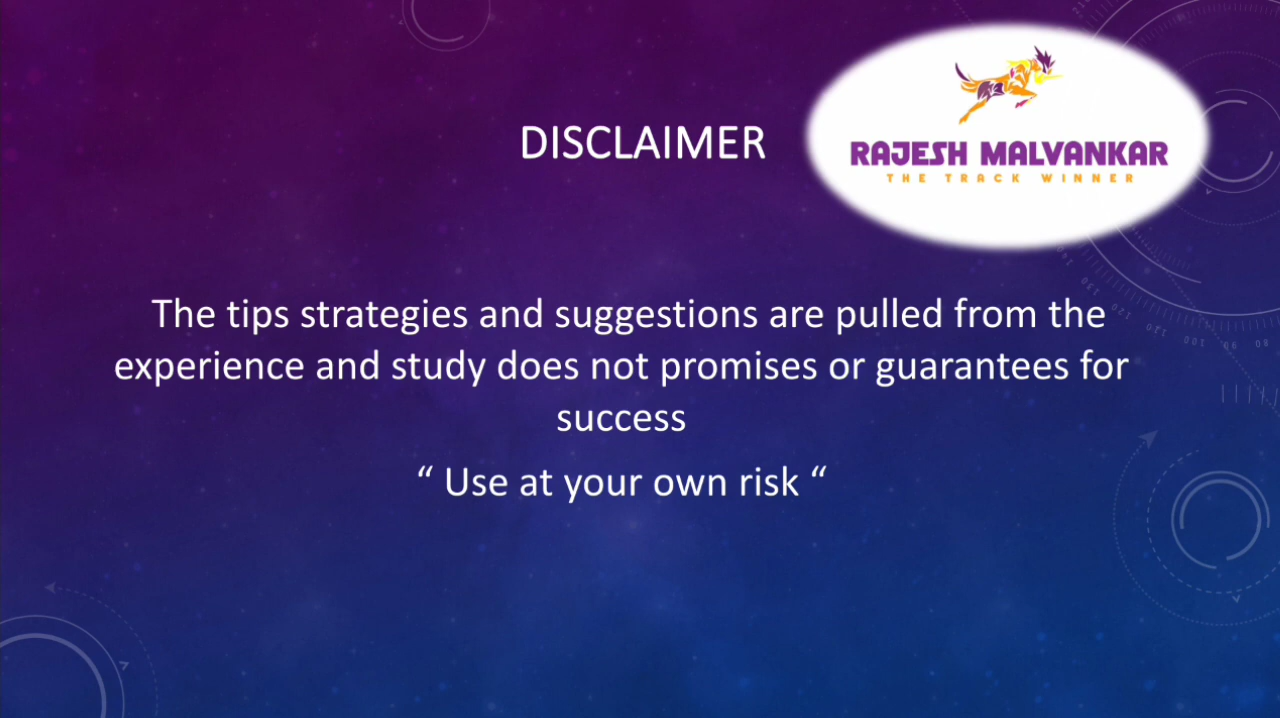 DISCLAIMER
RAJESH MALVANKAR
THE TRACK WINNER
The tips strategies and suggestions are pulled from the
experience and study does not promises or guarantees for
success
“ Use at your own risk “